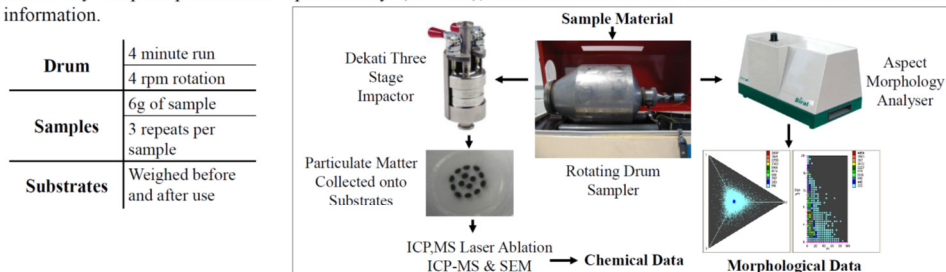 information.
Drum
4 minute run
4 rpm rotation
Samples
6g of sample
3 repeats per
sample
Substrates
Weighed before
and after use
Sample Material
Dekati Three
Stage
Impactor
Aspect
Morphology
Analyser
Particulate Matter
Collected onto
Substrates
Rotating Drum
Sampler
ICP,MS Laser Ablation
ICP-MS & SEM
Chemical Data
Morphological Data